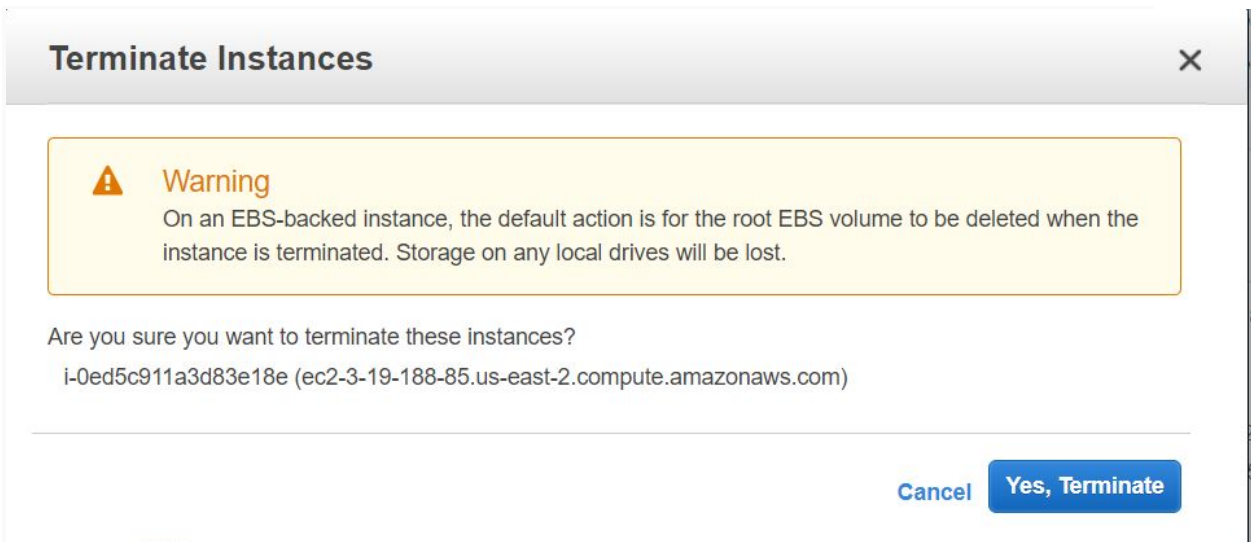 Terminate Instances
Warning
On an EBS-backed instance, the default action is for the root EBS volume to be deleted when the
instance is terminated. Storage on any local drives will be lost.
Are you sure you want to terminate these instances?
i-0ed5c911a3d83e18e (ec2-3-19-188-85.us-east-2.compute.amazonaws.com)
Cancel Yes, Terminate